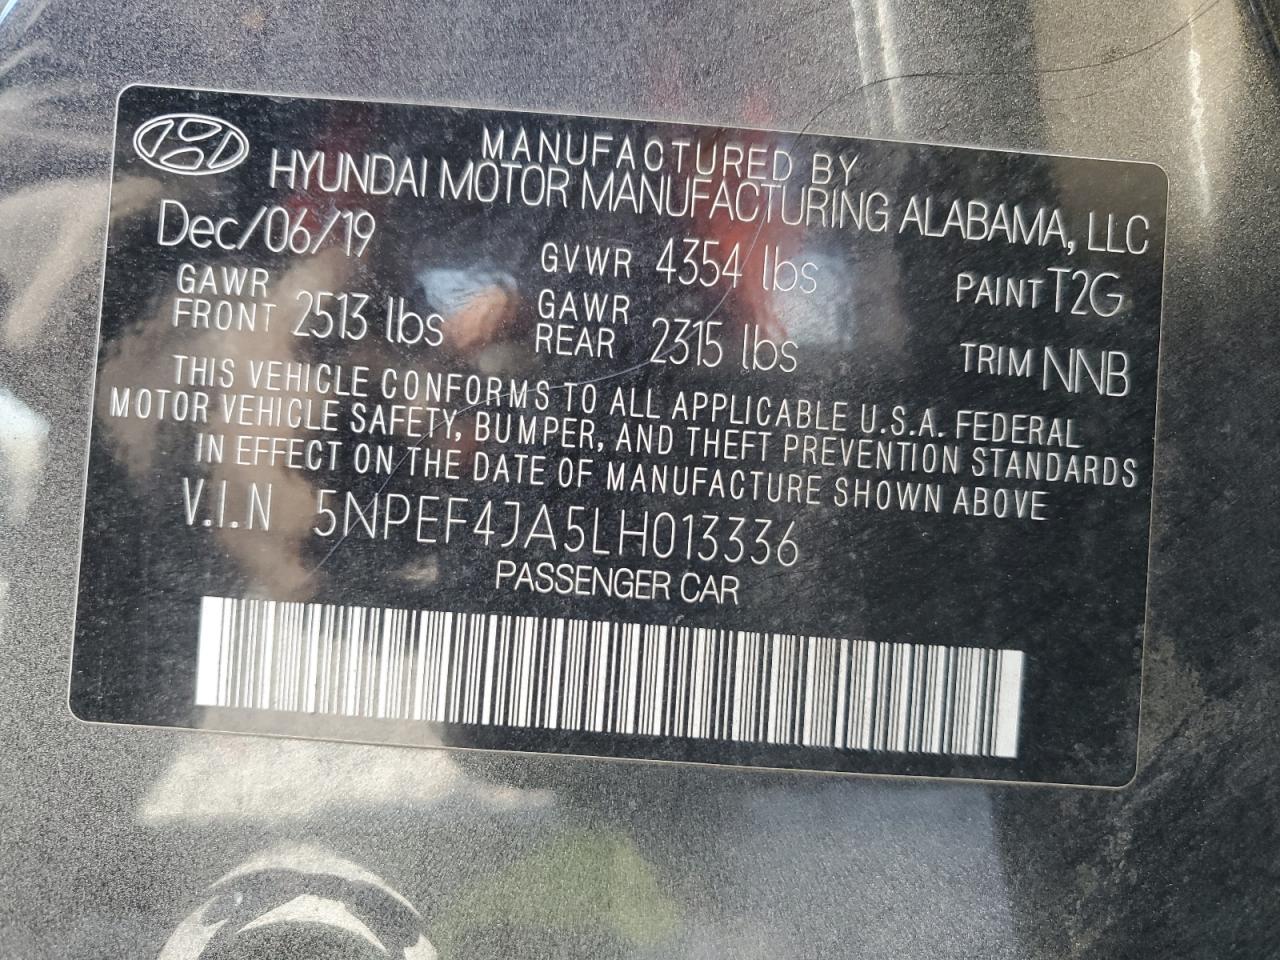 MANUFACTURED BY
HYUNDAI MOTOR MANUFACTURING ALABAMA, LLC
Dec/06/19
GVWR 4354 lbs
PAINT T2G
GAWR FRONT 2513 lbs
GAWR REAR 2315 lbs
TRIM NNB
THIS VEHICLE CONFORMS TO ALL APPLICABLE U.S.A. FEDERAL
MOTOR VEHICLE SAFETY, BUMPER, AND THEFT PREVENTION STANDARDS
IN EFFECT ON THE DATE OF MANUFACTURE SHOWN ABOVE
V.I.N 5NPEF4JA5LH013336
PASSENGER CAR